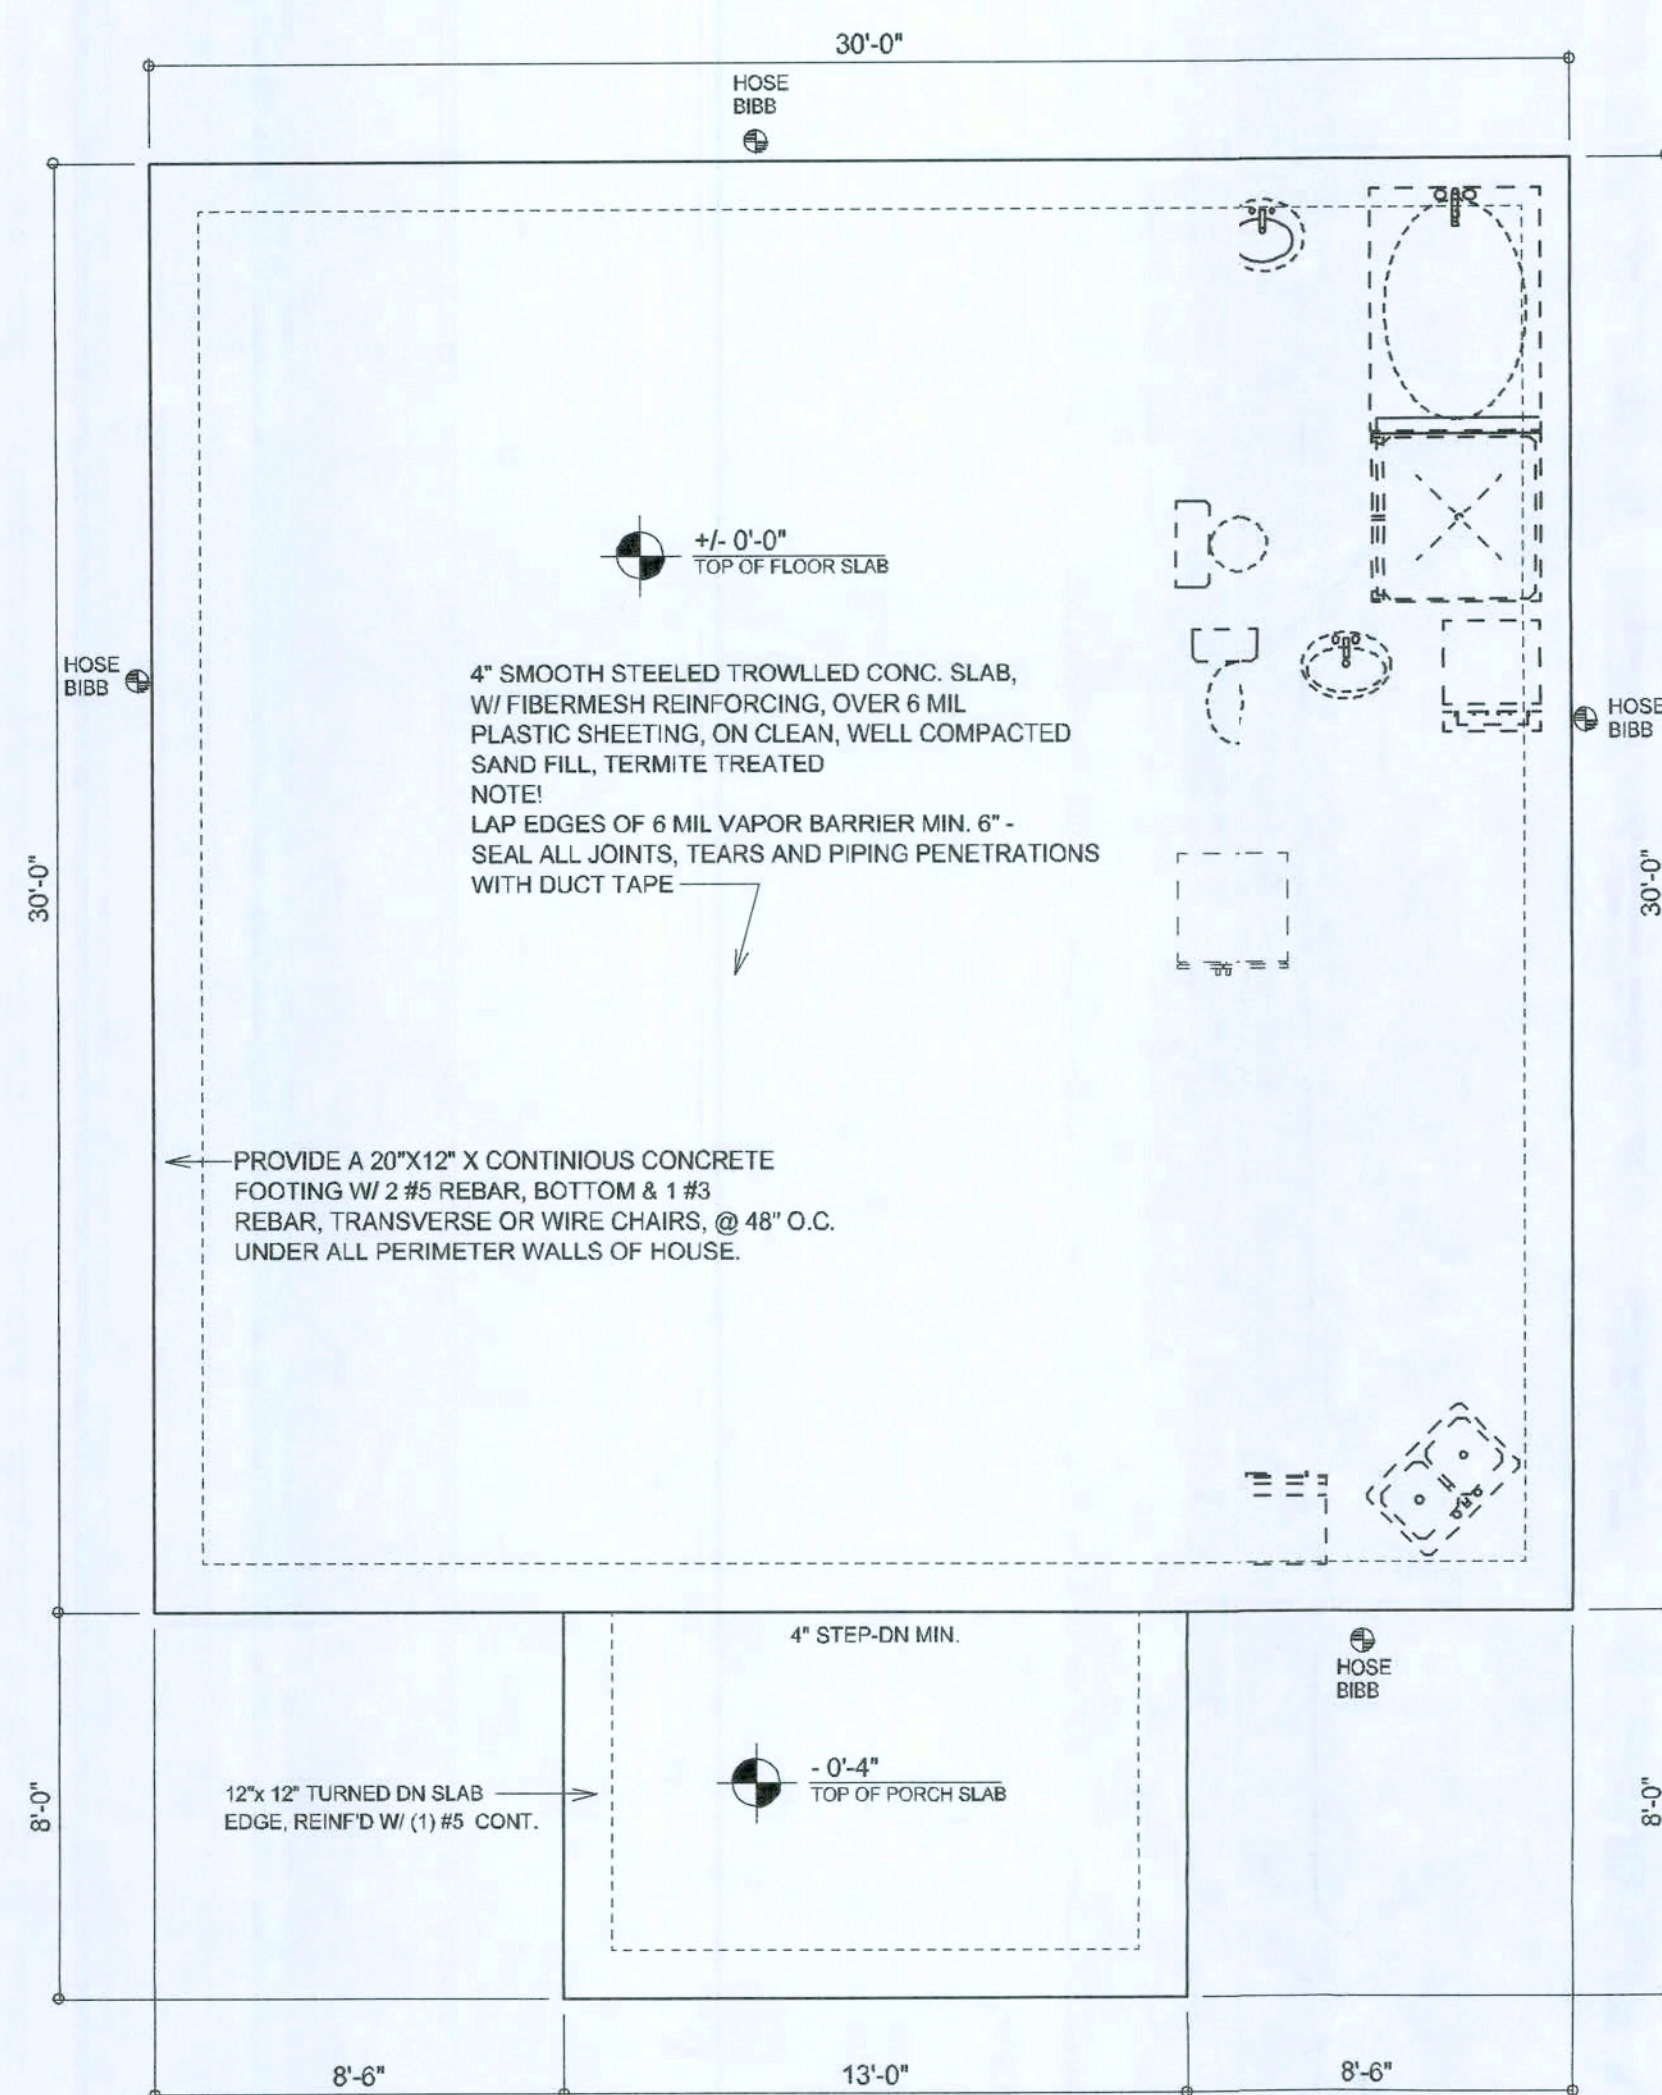 30'-0"
HOSE
BIBB
+/- 0'-0"
TOP OF FLOOR SLAB
HOSE
BIBB
4" SMOOTH STEELED TROWLLED CONC. SLAB,
W/ FIBERMESH REINFORCING, OVER 6 MIL
PLASTIC SHEETING, ON CLEAN, WELL COMPACTED
SAND FILL, TERMITE TREATED
NOTE!
LAP EDGES OF 6 MIL VAPOR BARRIER MIN. 6" -
SEAL ALL JOINTS, TEARS AND PIPING PENETRATIONS
WITH DUCT TAPE
HOSE
BIBB
30'-0"
30'-0"
PROVIDE A 20"X12" X CONTINIOUS CONCRETE
FOOTING W/ 2 #5 REBAR, BOTTOM & 1 #3
REBAR, TRANSVERSE OR WIRE CHAIRS, @ 48" O.C.
UNDER ALL PERIMETER WALLS OF HOUSE.
4" STEP-DN MIN.
HOSE
BIBB
- 0'-4"
TOP OF PORCH SLAB
12"x 12" TURNED DN SLAB
EDGE, REINF'D W/ (1) #5 CONT.
8'-0"
8'-0"
8'-6"
13'-0"
8'-6"